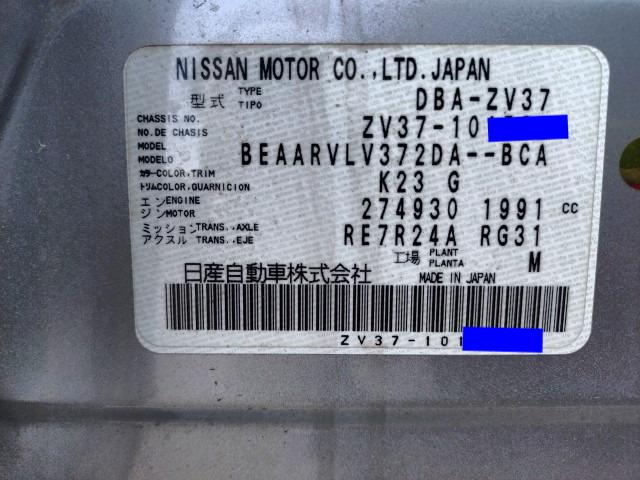 NISSAN MOTOR CO.,LTD.JAPAN
型式 TYPE TIPO DBA-ZV37
CHASSIS NO. NO.DE CHASIS ZV37-101
MODEL MODELO BEAARVLV372DA--BCA
カラー COLOR,TRIM トリム COLOR,GUARNICION K23 G
エンジン ENGINE MOTOR 274930 1991 CC
ミッション アクスル TRANS.,AXLE TRANS.,EJE RE7R24A RG31
工場 PLANT PLANTA M
日産自動車株式会社 MADE IN JAPAN
ZV37-101